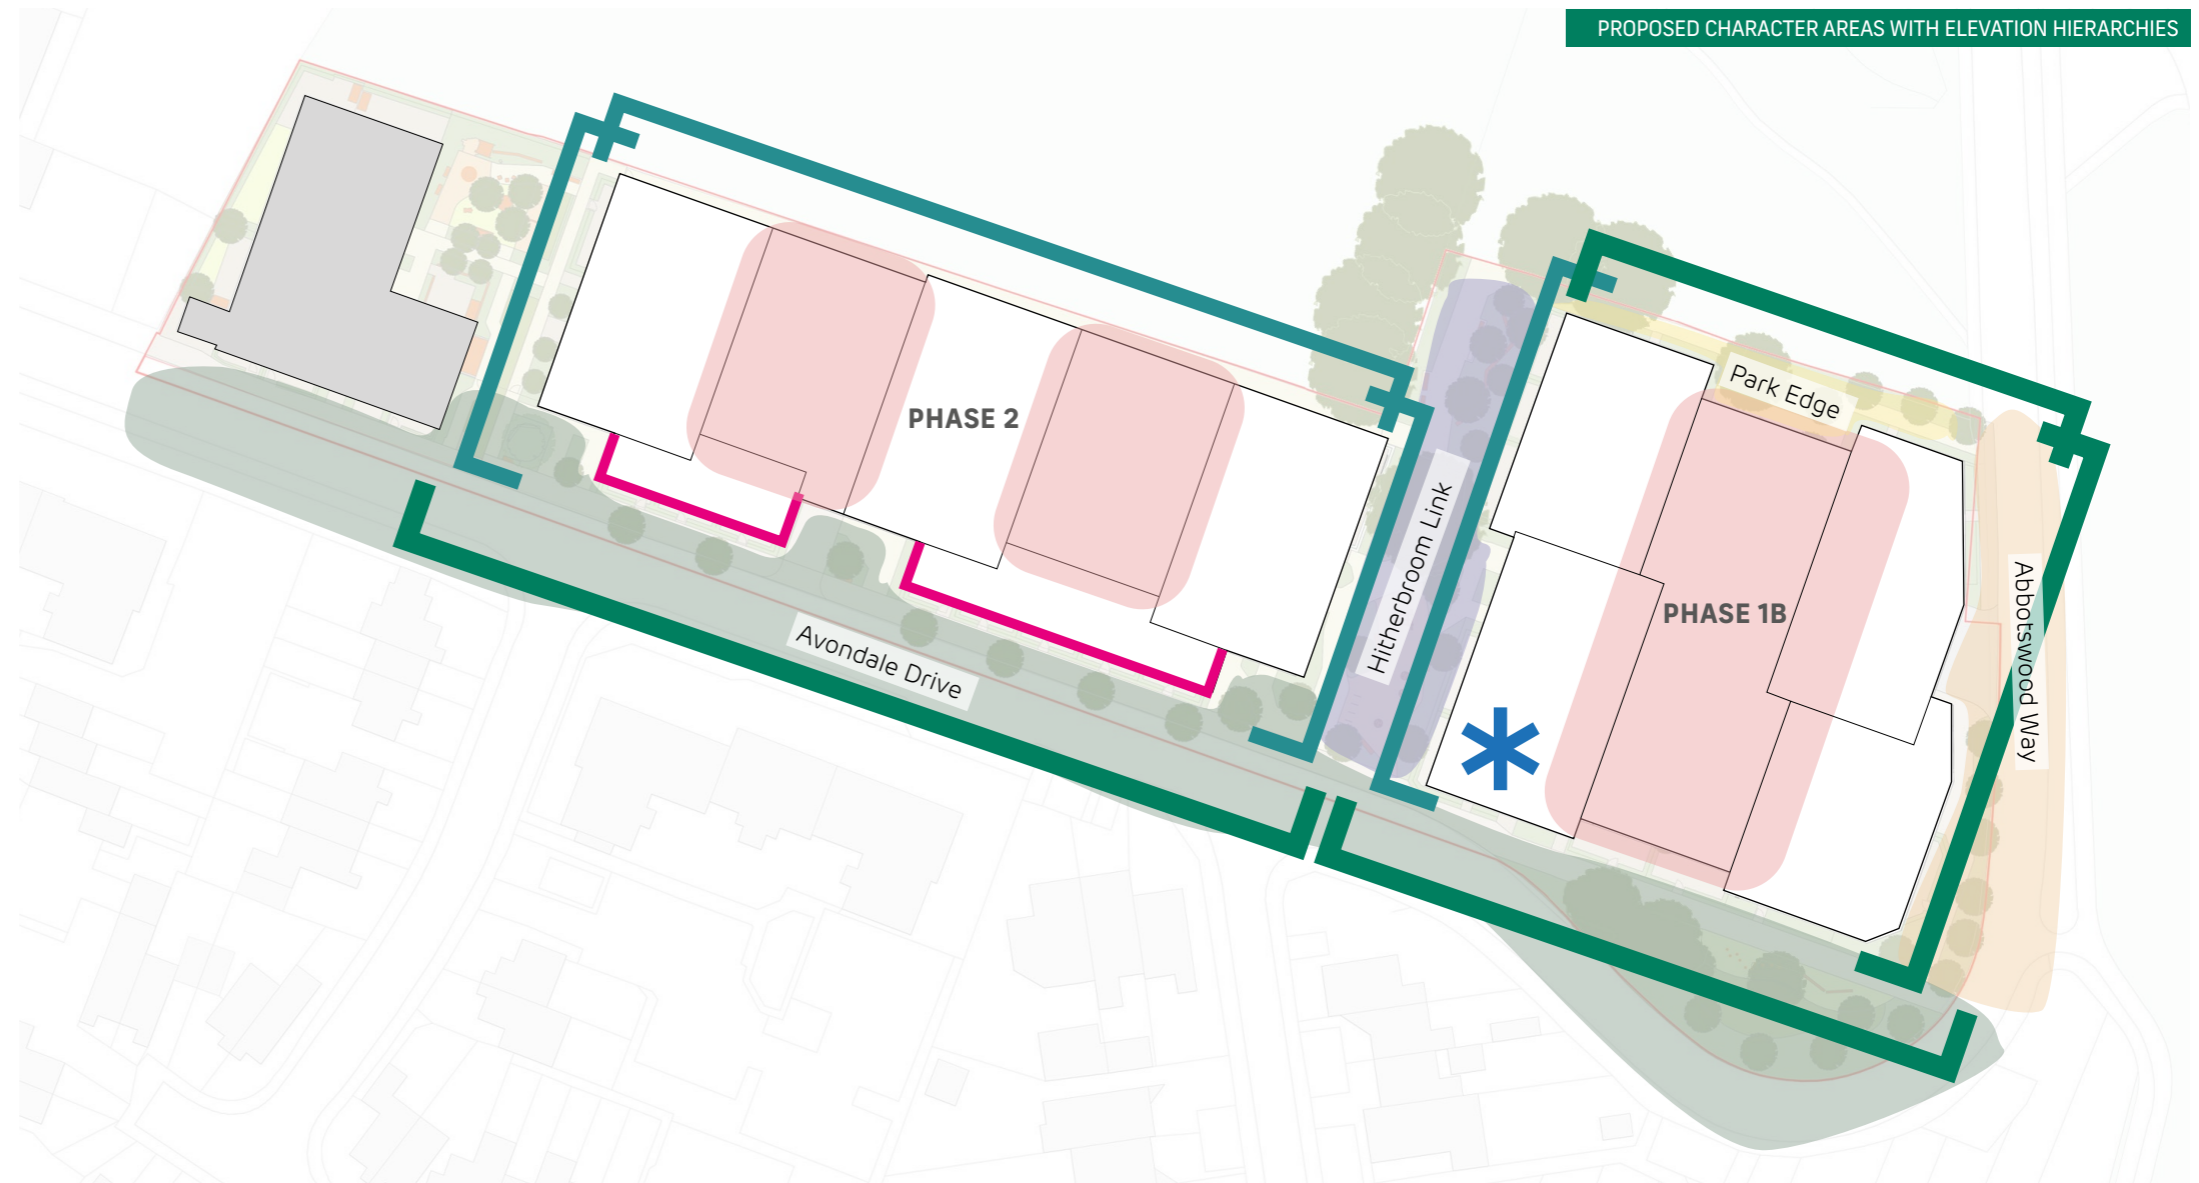 PROPOSED CHARACTER AREAS WITH ELEVATION HIERARCHIES
Park Edge
PHASE 2
Hitherbroom Link
PHASE 1B
Abbotswood Way
Avondale Drive